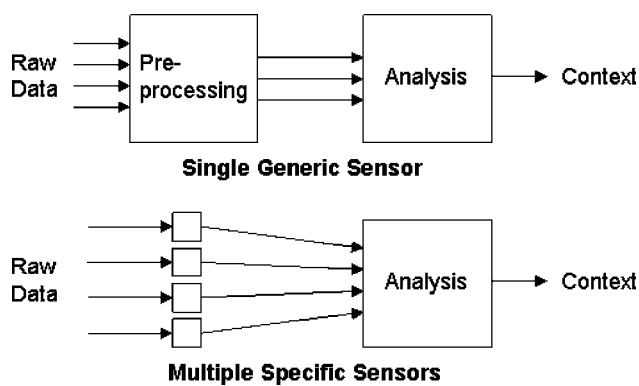 Raw
Data
Pre-
processing
Analysis
Context
Single Generic Sensor
Raw
Data
Analysis
Context
Multiple Specific Sensors